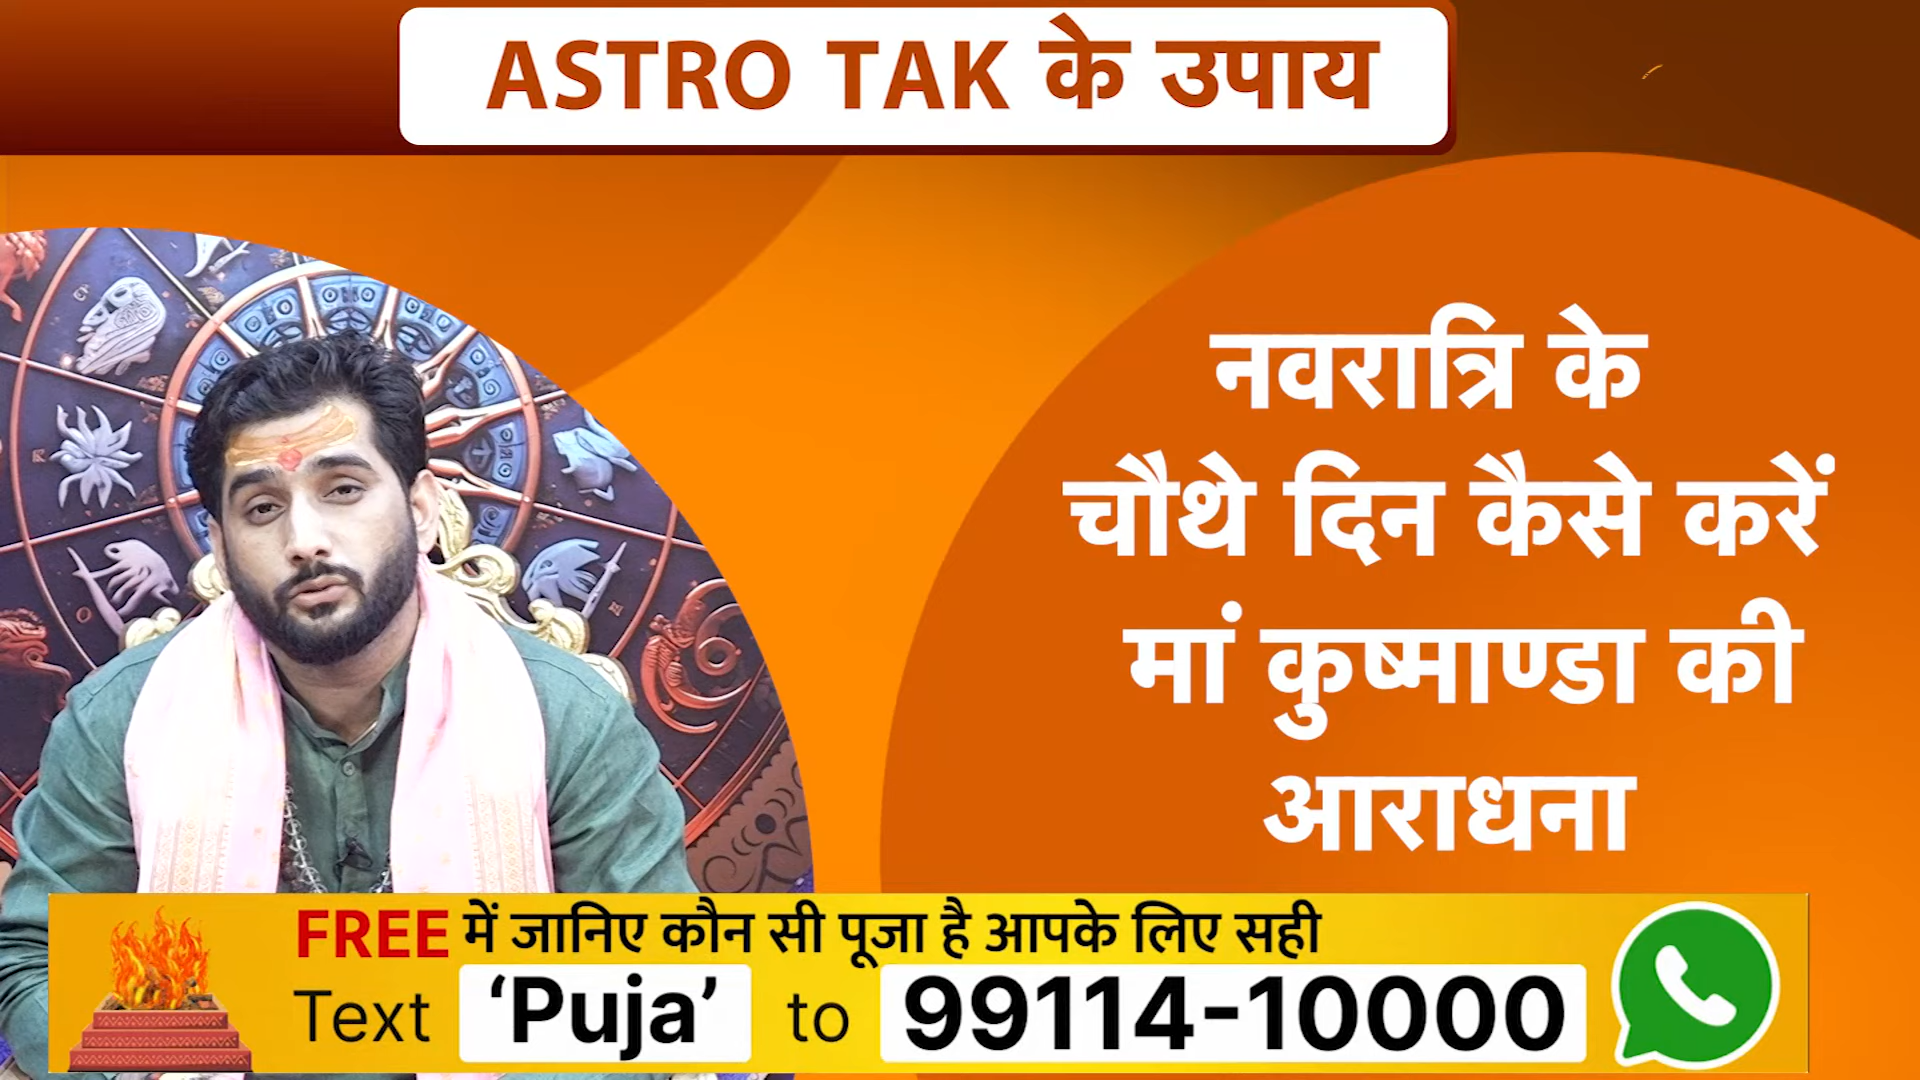 ASTRO TAK के उपाय
नवरात्रि के
चौथे दिन कैसे करें
मां कुष्माण्डा की
आराधना
FREE में जानिए कौन सी पूजा है आपके लिए सही
Text ‘Puja’ to 99114-10000